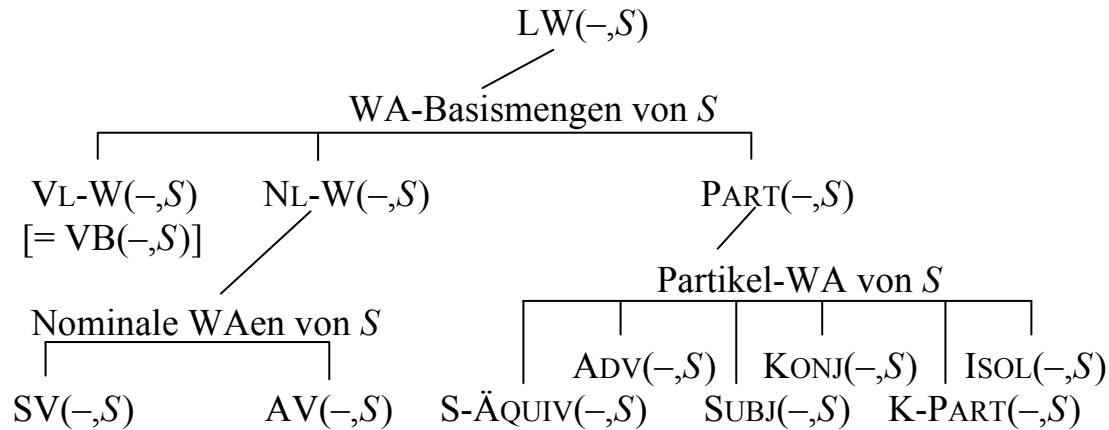 LW(–,S)
WA-Basismengen von S
VL-W(–,S) NL-W(–,S) PART(–,S)
[= VB(–,S)]
Partikel-WA von S
Nominale WAen von S
ADV(–,S) KONJ(–,S) ISOL(–,S)
SV(–,S) AV(–,S) S-ÄQUIV(–,S) SUBJ(–,S) K-PART(–,S)